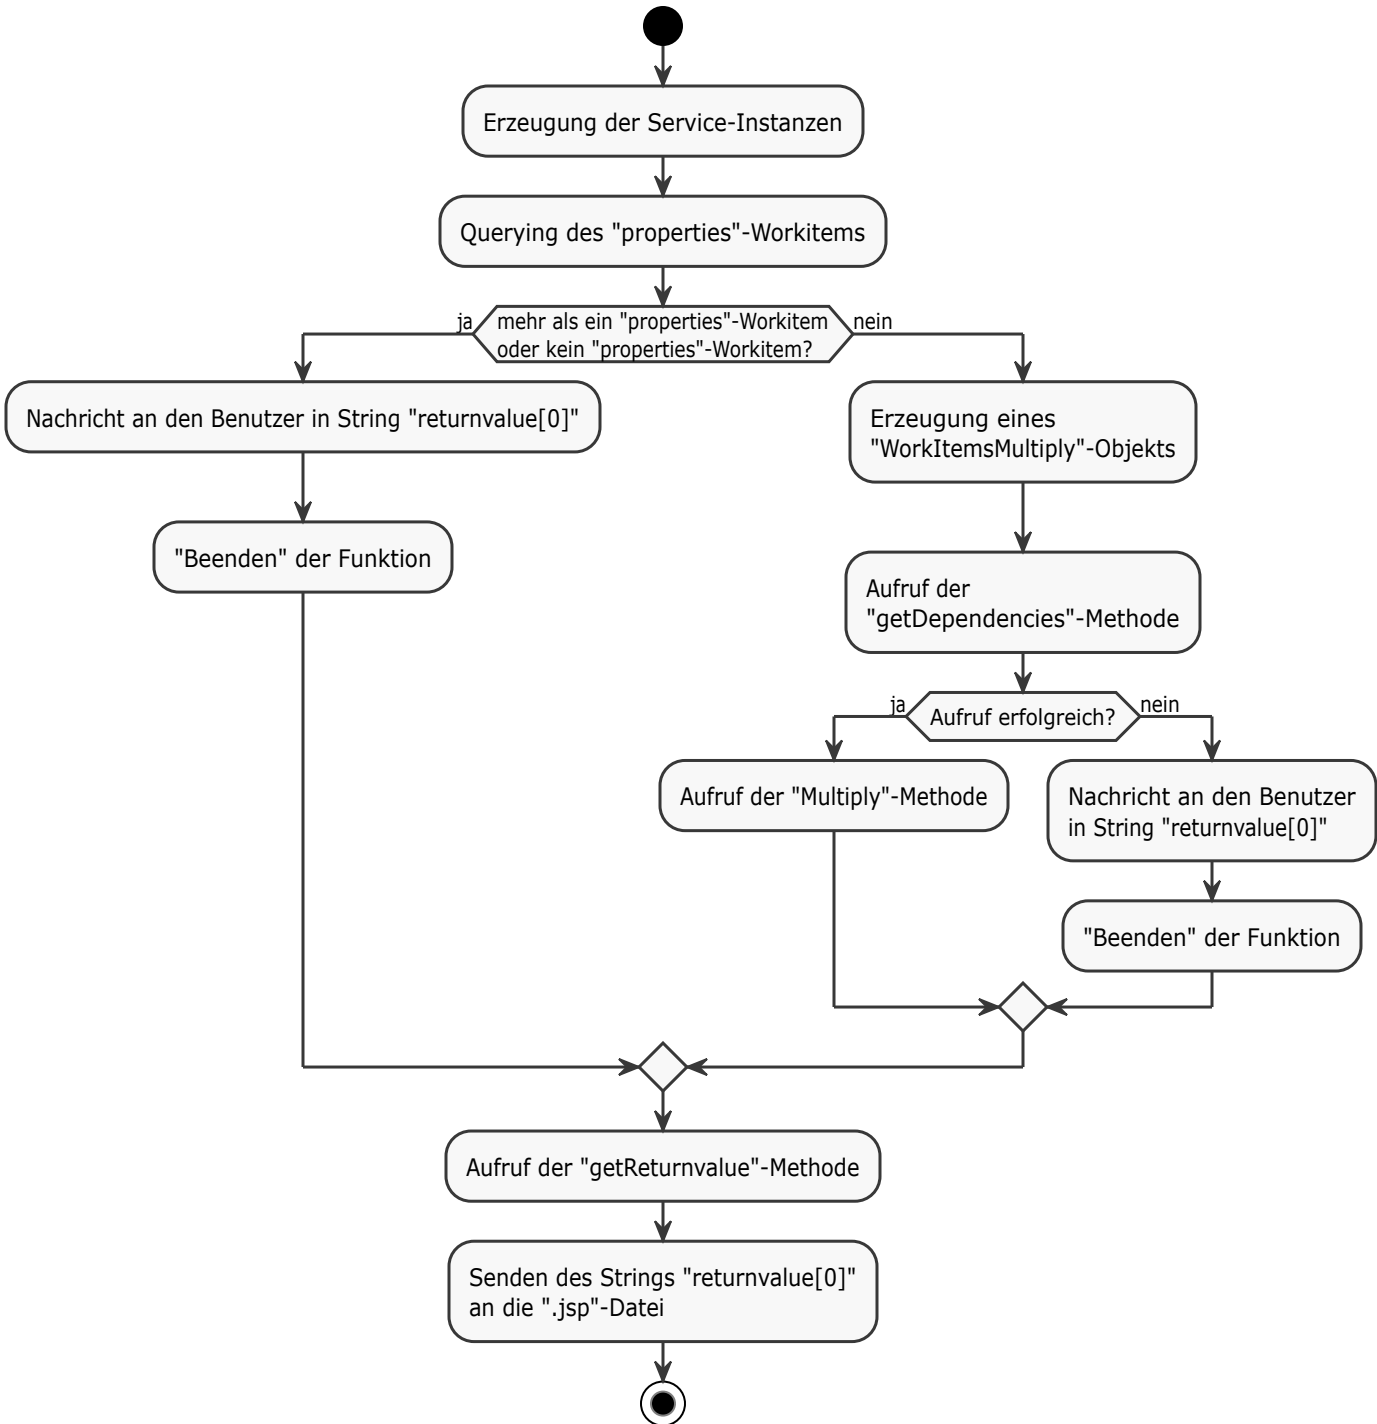 Erzeugung der Service-Instanzen
Querying des "properties"-Workitems
ja
mehr als ein "properties"-Workitem
oder kein "properties"-Workitem?
nein
Nachricht an den Benutzer in String "returnvalue[0]"
"Beenden" der Funktion
Erzeugung eines
"WorkItemsMultiply"-Objekts
Aufruf der
"getDependencies"-Methode
ja
Aufruf erfolgreich?
nein
Aufruf der "Multiply"-Methode
Nachricht an den Benutzer
in String "returnvalue[0]"
"Beenden" der Funktion
Aufruf der "getReturnvalue"-Methode
Senden des Strings "returnvalue[0]"
an die ".jsp"-Datei